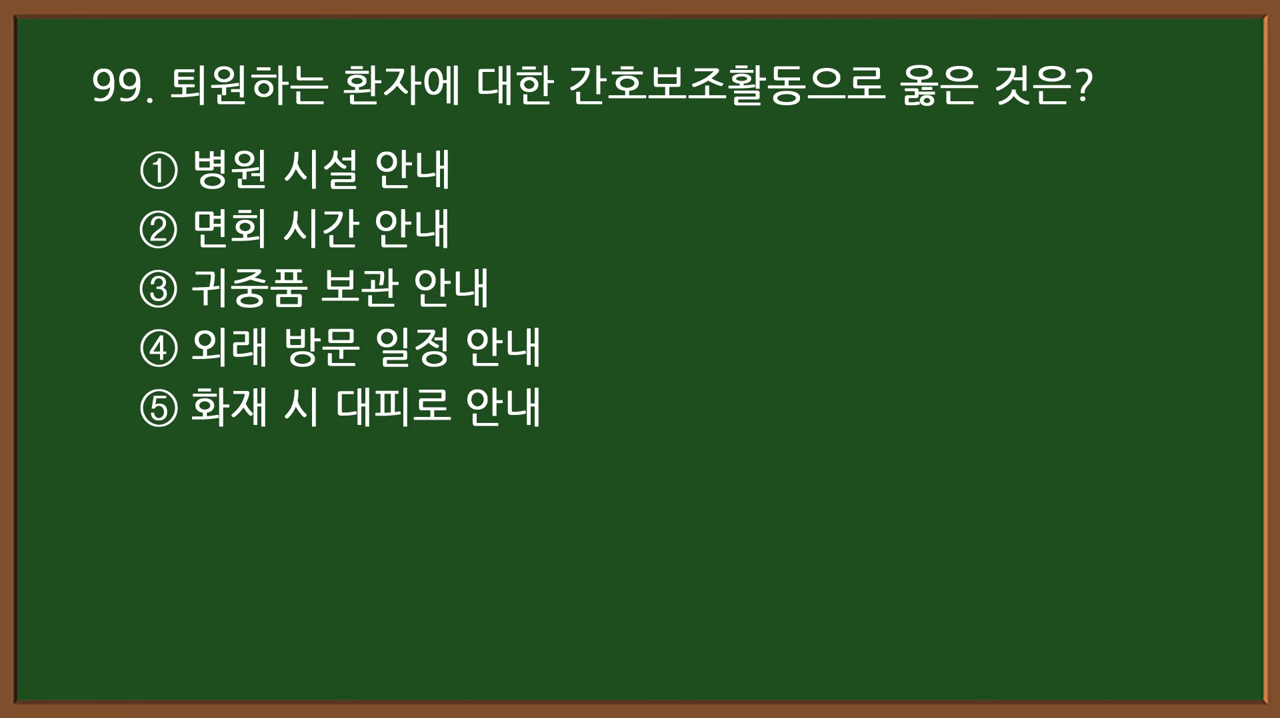 99. 퇴원하는 환자에 대한 간호보조활동으로 옳은 것은?
① 병원 시설 안내
② 면회 시간 안내
③ 귀중품 보관 안내
④ 외래 방문 일정 안내
⑤ 화재 시 대피로 안내